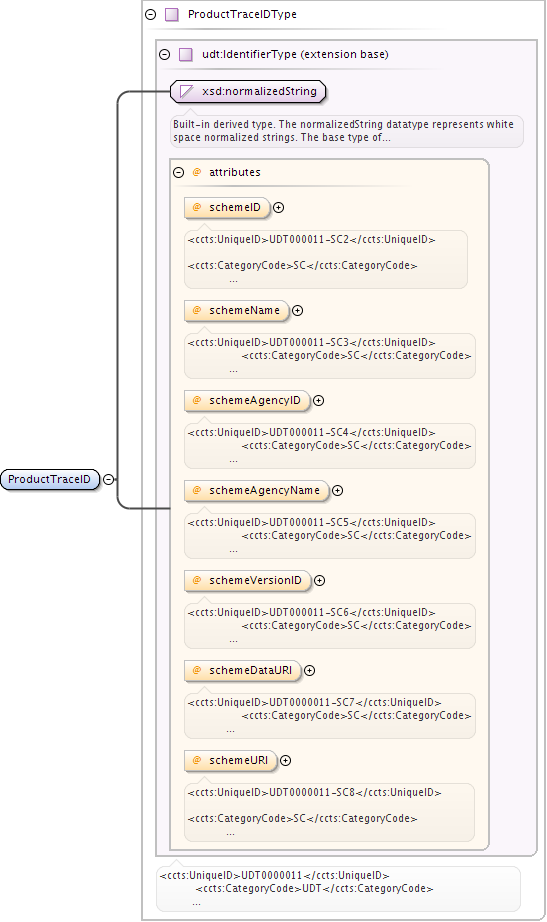 ProductTraceIDType
udt:IdentifierType (extension base)
xsd:normalizedString
Built-in derived type. The normalizedString datatype represents white
space normalized strings. The base type of...
@ attributes
@ schemeID
<ccts:UniqueID>UDT000011-SC2</ccts:UniqueID>
<ccts:CategoryCode>SC</ccts:CategoryCode>
...
@ schemeName
<ccts:UniqueID>UDT000011-SC3</ccts:UniqueID>
<ccts:CategoryCode>SC</ccts:CategoryCode>
...
@ schemeAgencyID
<ccts:UniqueID>UDT000011-SC4</ccts:UniqueID>
<ccts:CategoryCode>SC</ccts:CategoryCode>
...
ProductTraceID
@ schemeAgencyName
<ccts:UniqueID>UDT000011-SC5</ccts:UniqueID>
<ccts:CategoryCode>SC</ccts:CategoryCode>
...
@ schemeVersionID
<ccts:UniqueID>UDT000011-SC6</ccts:UniqueID>
<ccts:CategoryCode>SC</ccts:CategoryCode>
...
@ schemeDataURI
<ccts:UniqueID>UDT0000011-SC7</ccts:UniqueID>
<ccts:CategoryCode>SC</ccts:CategoryCode>
...
@ schemeURI
<ccts:UniqueID>UDT0000011-SC8</ccts:UniqueID>
<ccts:CategoryCode>SC</ccts:CategoryCode>
...
<ccts:UniqueID>UDT0000011</ccts:UniqueID>
<ccts:CategoryCode>UDT</ccts:CategoryCode>
...